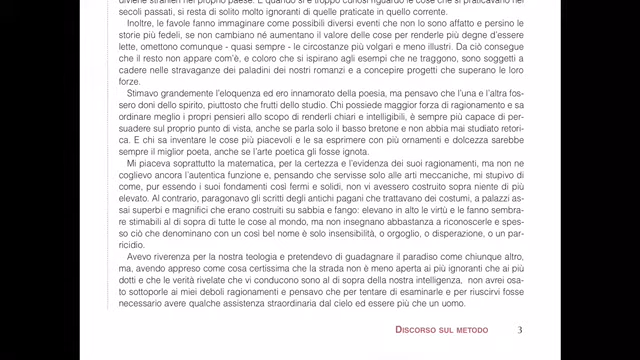 diviene stranieri nel proprio paese. E quando si è troppo curiosi riguardo le cose che si praticavano nei
secoli passati, si resta di solito molto ignoranti di quelle praticate in quello corrente.
Inoltre, le favole fanno immaginare come possibili diversi eventi che non lo sono affatto e persino le
storie più fedeli, se non cambiano né aumentano il valore delle cose per renderle più degne d'essere
lette, omettono comunque - quasi sempre - le circostanze più volgari e meno illustri. Da ciò consegue
che il resto non appare com'è, e coloro che si ispirano agli esempi che ne traggono, sono soggetti a
cadere nelle stravaganze dei paladini dei nostri romanzi e a concepire progetti che superano le loro
forze.
Stimavo grandemente l'eloquenza ed ero innamorato della poesia, ma pensavo che l'una e l'altra fos-
sero doni dello spirito, piuttosto che frutti dello studio. Chi possiede maggior forza di ragionamento e sa
ordinare meglio i propri pensieri allo scopo di renderli chiari e intelligibili, è sempre più capace di per-
suadere sul proprio punto di vista, anche se parla solo il basso bretone e non abbia mai studiato retori-
ca. E chi sa inventare le cose più piacevoli e le sa esprimere con più ornamenti e dolcezza sarebbe
sempre il miglior poeta, anche se l'arte poetica gli fosse ignota.
Mi piaceva soprattutto la matematica, per la certezza e l'evidenza dei suoi ragionamenti, ma non ne
coglievo ancora l'autentica funzione e, pensando che servisse solo alle arti meccaniche, mi stupivo di
come, pur essendo i suoi fondamenti così fermi e solidi, non vi avessero costruito sopra niente di più
elevato. Al contrario, paragonavo gli scritti degli antichi pagani che trattavano dei costumi, a palazzi as-
sai superbi e magnifici che erano costruiti su sabbia e fango: elevano in alto le virtù e le fanno sembra-
re stimabili al di sopra di tutte le cose al mondo, ma non insegnano abbastanza a riconoscerle e spes-
so ciò che denominano con un così bel nome è solo insensibilità, o orgoglio, o disperazione, o un par-
ricidio.
Avevo riverenza per la nostra teologia e pretendevo di guadagnare il paradiso come chiunque altro,
ma, avendo appreso come cosa certissima che la strada non è meno aperta ai più ignoranti che ai più
dotti e che le verità rivelate che vi conducono sono al di sopra della nostra intelligenza, non avrei osa-
to sottoporle ai miei deboli ragionamenti e pensavo che per tentare di esaminarle e per riuscirvi fosse
necessario avere qualche assistenza straordinaria dal cielo ed essere più che un uomo.
DISCORSO SUL METODO 3